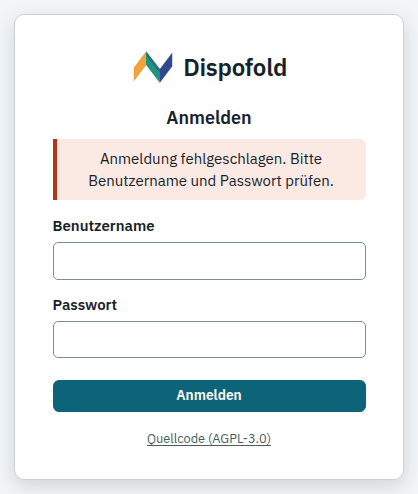 Dispofold
Anmelden
Anmeldung fehlgeschlagen. Bitte
Benutzername und Passwort prüfen.
Benutzername
Passwort
Anmelden
Quellcode (AGPL-3.0)